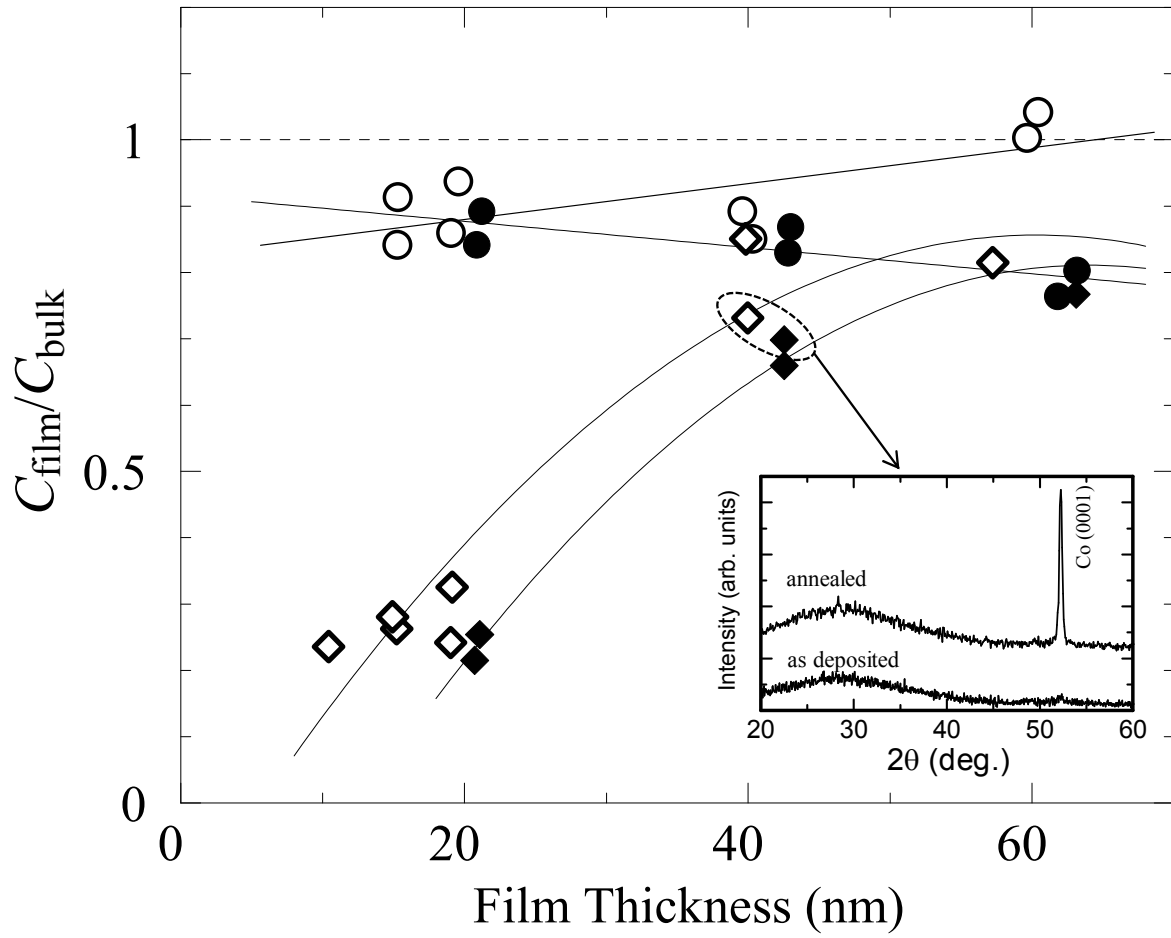 C_film/C_bulk
1
0.5
0
0 20 40 60
Film Thickness (nm)
Intensity (arb. units)
annealed
as deposited
Co (0001)
20 30 40 50 60
2θ (deg.)